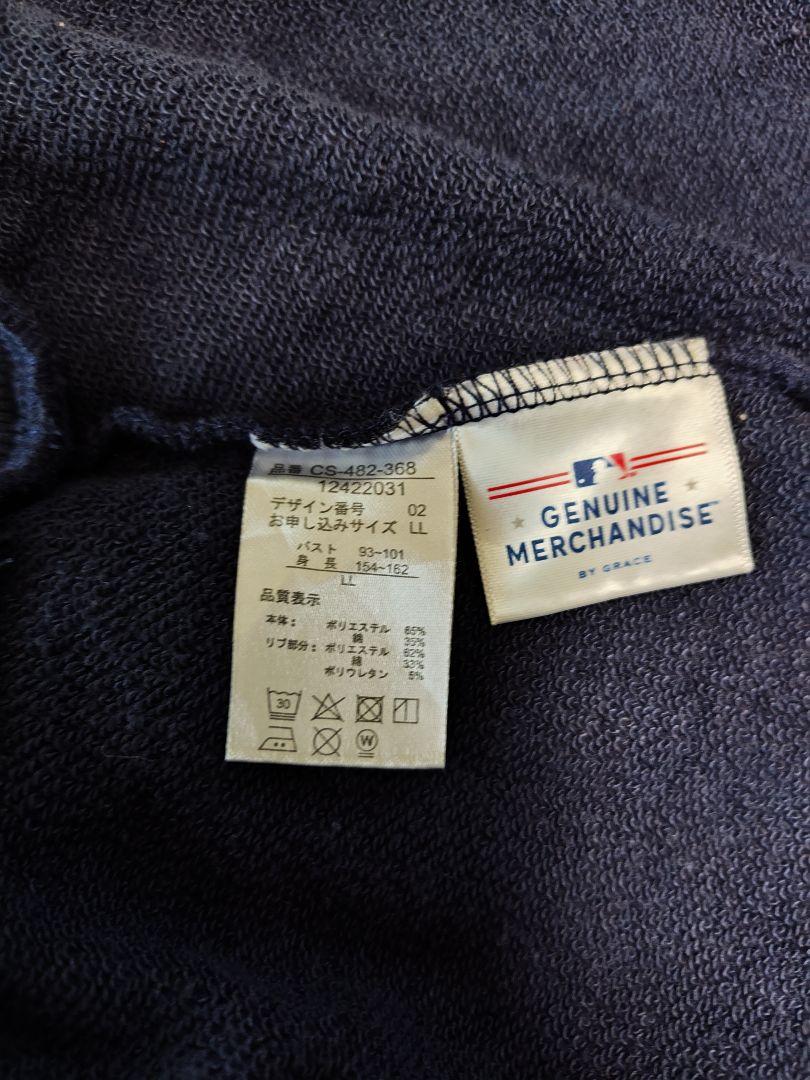 品番 CS-482-368
12422031
デザイン番号 02
お申し込みサイズ LL
バスト 93~101
身長 154~162
LL
品質表示
本体: ポリエステル 65%
綿 35%
リブ部分: ポリエステル 62%
綿 33%
ポリウレタン 5%
30
W
GENUINE
MERCHANDISE™
BY GRACE